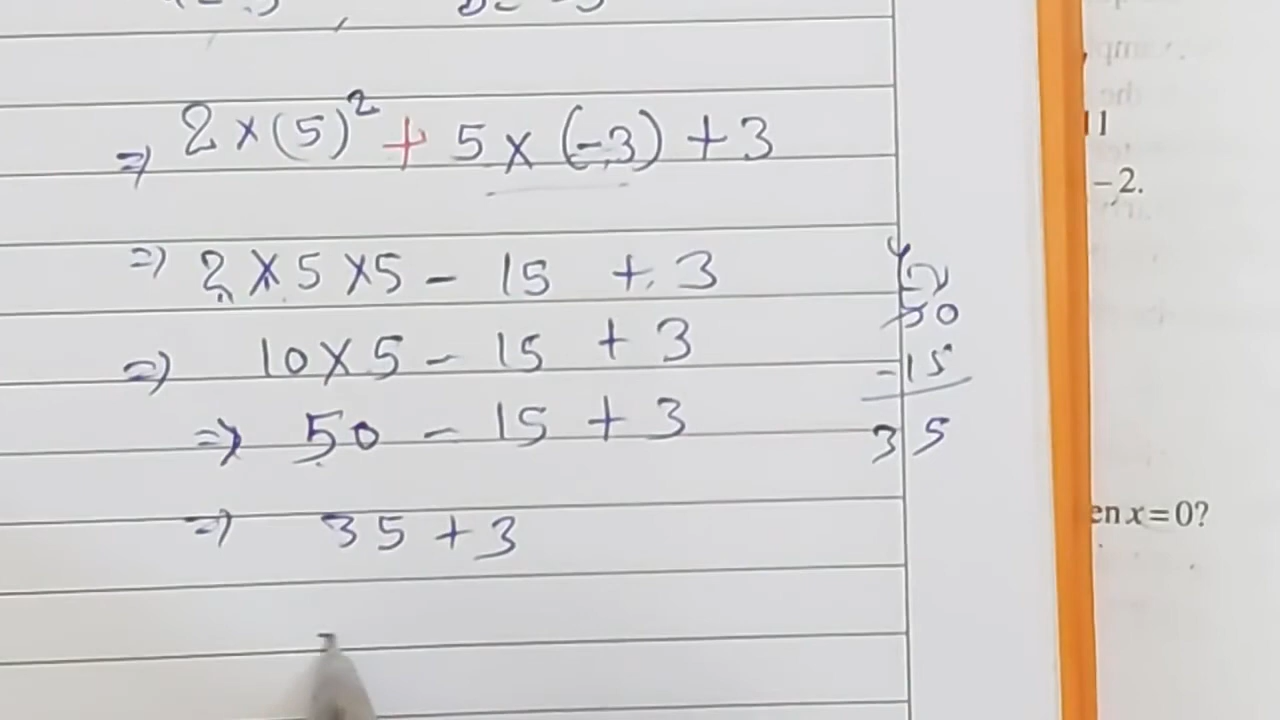 ⇒ 2 × (5)² + 5 × (-3) + 3
⇒ 2 × 5 × 5 - 15 + 3
⇒ 10 × 5 - 15 + 3
⇒ 50 - 15 + 3
⇒ 35 + 3
4
50
-15
35
11
– 2.
en x = 0?